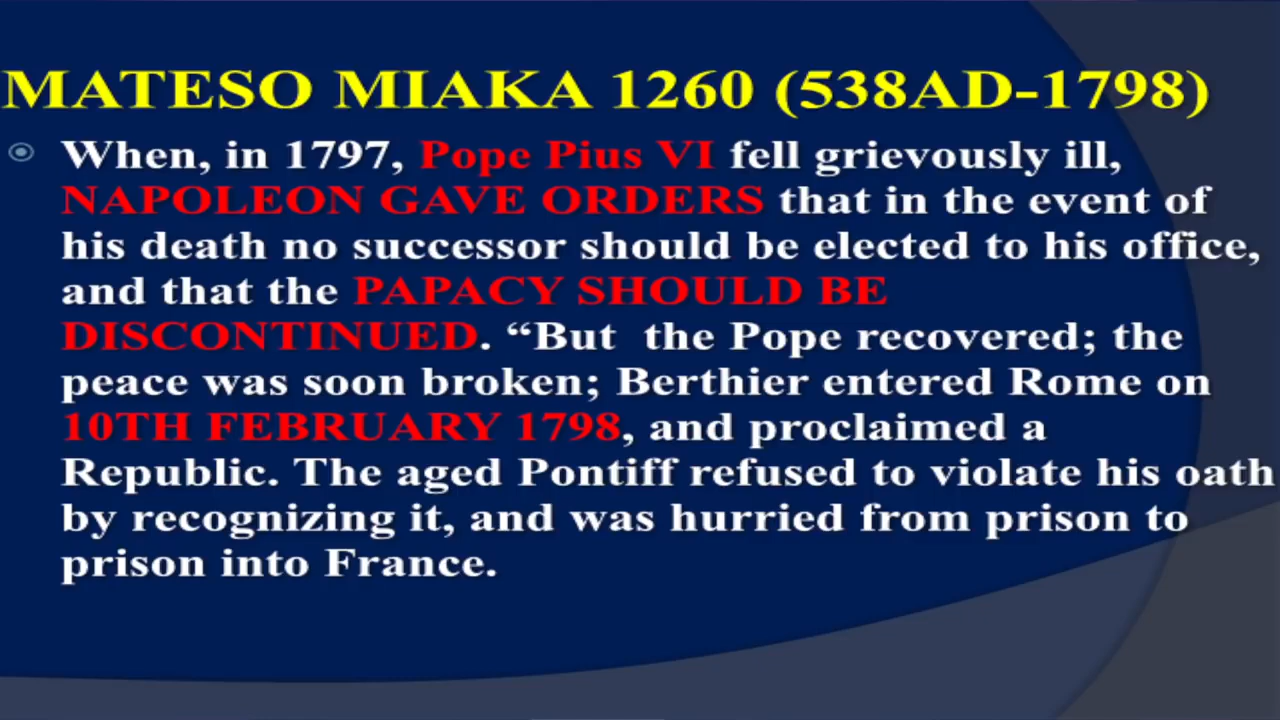 MATESO MIAKA 1260 (538AD-1798)
When, in 1797, Pope Pius VI fell grievously ill,
NAPOLEON GAVE ORDERS that in the event of
his death no successor should be elected to his office,
and that the PAPACY SHOULD BE
DISCONTINUED. “But the Pope recovered; the
peace was soon broken; Berthier entered Rome on
10TH FEBRUARY 1798, and proclaimed a
Republic. The aged Pontiff refused to violate his oath
by recognizing it, and was hurried from prison to
prison into France.